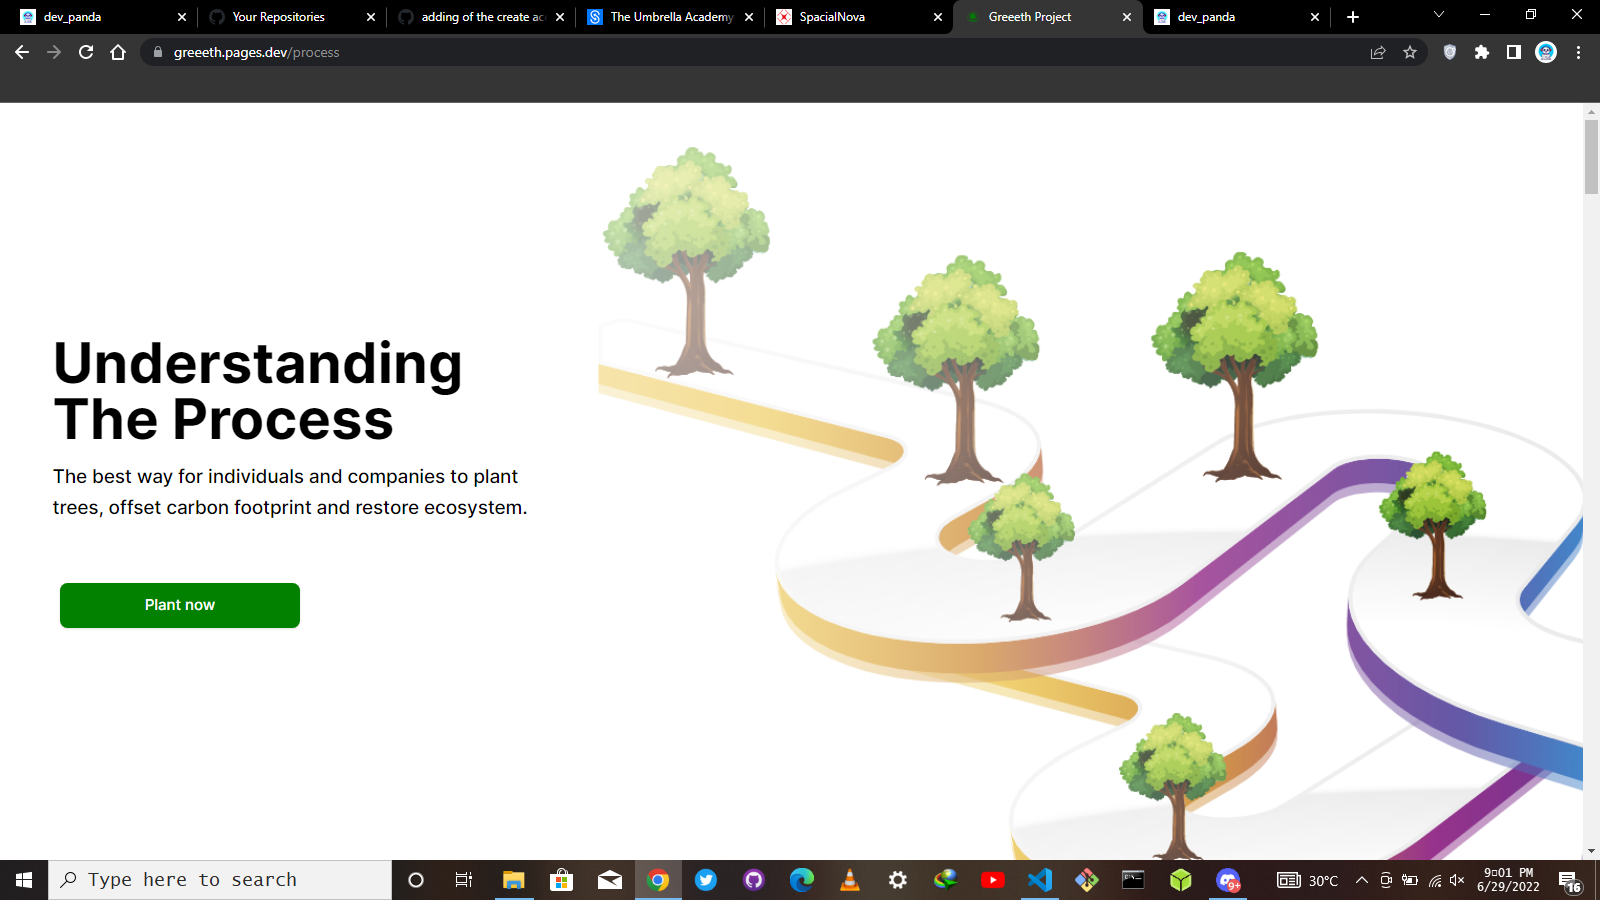 dev_panda
Your Repositories
adding of the create ac
The Umbrella Academy
SpacialNova
Greeeth Project
dev_panda
greeeth.pages.dev/process
Understanding
The Process
The best way for individuals and companies to plant
trees, offset carbon footprint and restore ecosystem.
Plant now
Type here to search
9+
30°C
9▯01 PM
6/29/2022
16